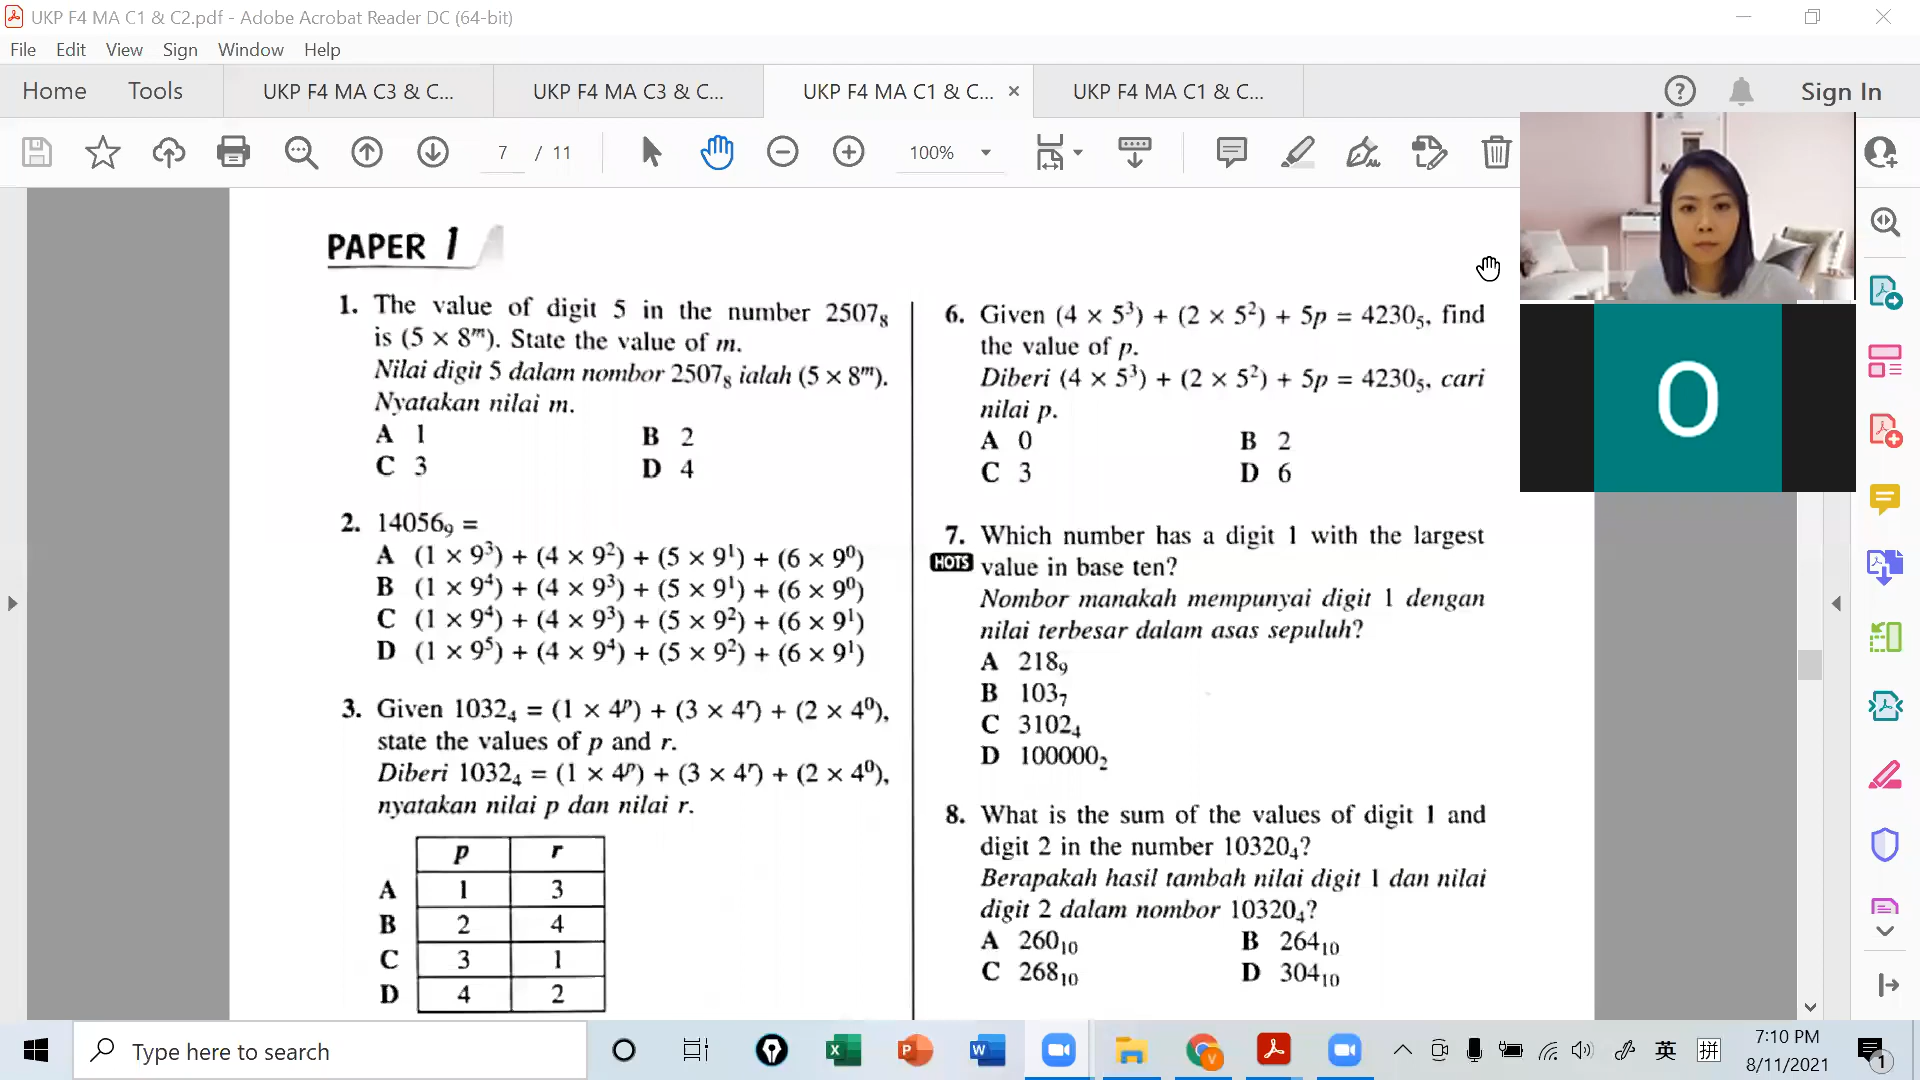 UKP F4 MA C1 & C2.pdf - Adobe Acrobat Reader DC (64-bit)
File Edit View Sign Window Help
Home Tools UKP F4 MA C3 & C... UKP F4 MA C3 & C... UKP F4 MA C1 & C... × UKP F4 MA C1 & C... Sign In
7 / 11 100%
PAPER 1
1. The value of digit 5 in the number 2507₈
is (5 × 8ᵐ). State the value of m.
Nilai digit 5 dalam nombor 2507₈ ialah (5 × 8ᵐ).
Nyatakan nilai m.
A 1 B 2
C 3 D 4
2. 14056₉ =
A (1 × 9³) + (4 × 9²) + (5 × 9¹) + (6 × 9⁰)
B (1 × 9⁴) + (4 × 9³) + (5 × 9¹) + (6 × 9⁰)
C (1 × 9⁴) + (4 × 9³) + (5 × 9²) + (6 × 9¹)
D (1 × 9⁵) + (4 × 9⁴) + (5 × 9²) + (6 × 9¹)
3. Given 1032₄ = (1 × 4ᵖ) + (3 × 4ʳ) + (2 × 4⁰),
state the values of p and r.
Diberi 1032₄ = (1 × 4ᵖ) + (3 × 4ʳ) + (2 × 4⁰),
nyatakan nilai p dan nilai r.
p r
A 1 3
B 2 4
C 3 1
D 4 2
6. Given (4 × 5³) + (2 × 5²) + 5p = 4230₅, find
the value of p.
Diberi (4 × 5³) + (2 × 5²) + 5p = 4230₅, cari
nilai p.
A 0 B 2
C 3 D 6
7. Which number has a digit 1 with the largest
HOTS value in base ten?
Nombor manakah mempunyai digit 1 dengan
nilai terbesar dalam asas sepuluh?
A 218₉
B 103₇
C 3102₄
D 100000₂
8. What is the sum of the values of digit 1 and
digit 2 in the number 10320₄?
Berapakah hasil tambah nilai digit 1 dan nilai
digit 2 dalam nombor 10320₄?
A 260₁₀ B 264₁₀
C 268₁₀ D 304₁₀
O
Type here to search
英 拼
7:10 PM
8/11/2021
1